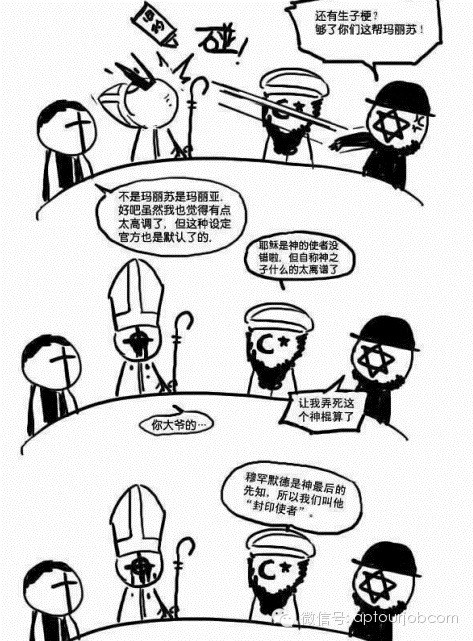 还有生子梗？
够了你们这帮玛丽苏！
不是玛丽苏是玛丽亚.
好吧虽然我也觉得有点
太高调了，但这种设定
官方也是默认了的.
耶稣是神的使者没
错啦，但自称神之
子什么的太离谱了
让我弄死这
个神棍算了
你大爷的…
穆罕默德是神最后的
先知，所以我们叫他
“封印使者”。
微信号: aptourjobcom